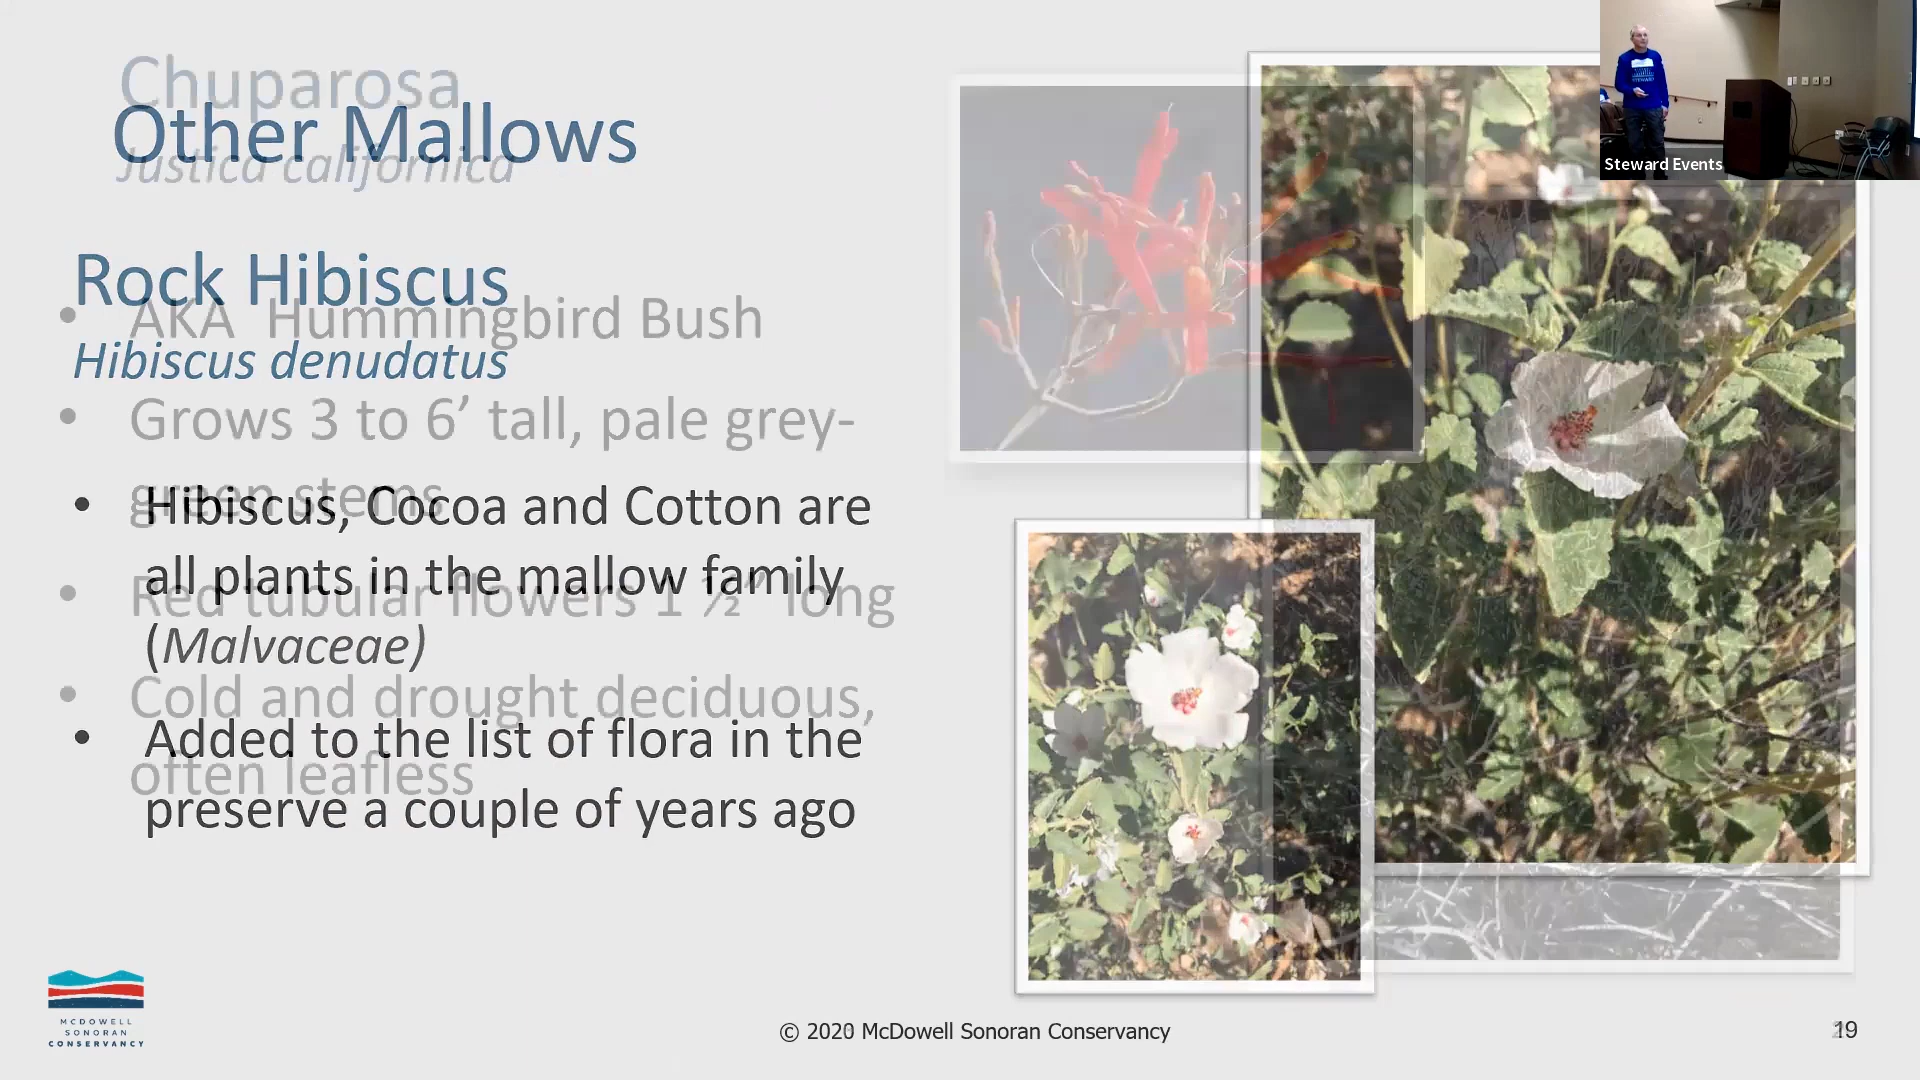 Chuparosa
Justica californica
• AKA Hummingbird Bush
• Grows 3 to 6’ tall, pale grey-
green stems
• Red tubular flowers 1 ½” long
• Cold and drought deciduous,
often leafless
Other Mallows
Rock Hibiscus
Hibiscus denudatus
• Hibiscus, Cocoa and Cotton are
all plants in the mallow family
(Malvaceae)
• Added to the list of flora in the
preserve a couple of years ago
Steward Events
MCDOWELL
SONORAN
CONSERVANCY
© 2020 McDowell Sonoran Conservancy